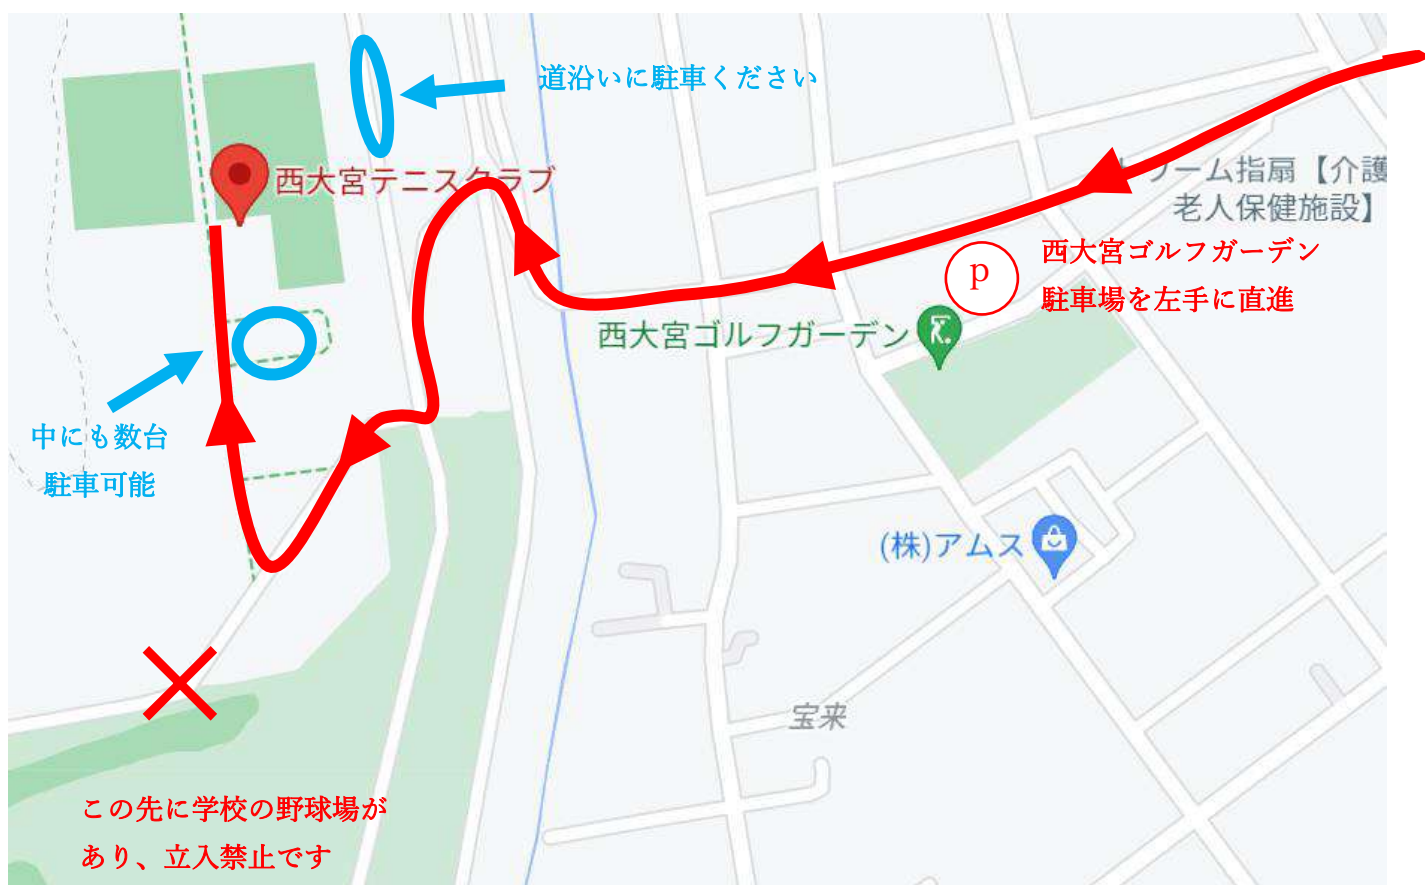 道沿いに駐車ください
西大宮テニスクラブ
ーム指扇【介護
老人保健施設】
西大宮ゴルフガーデン
駐車場を左手に直進
p
西大宮ゴルフガーデン
中にも数台
駐車可能
(株)アムス
宝来
この先に学校の野球場が
あり、立入禁止です